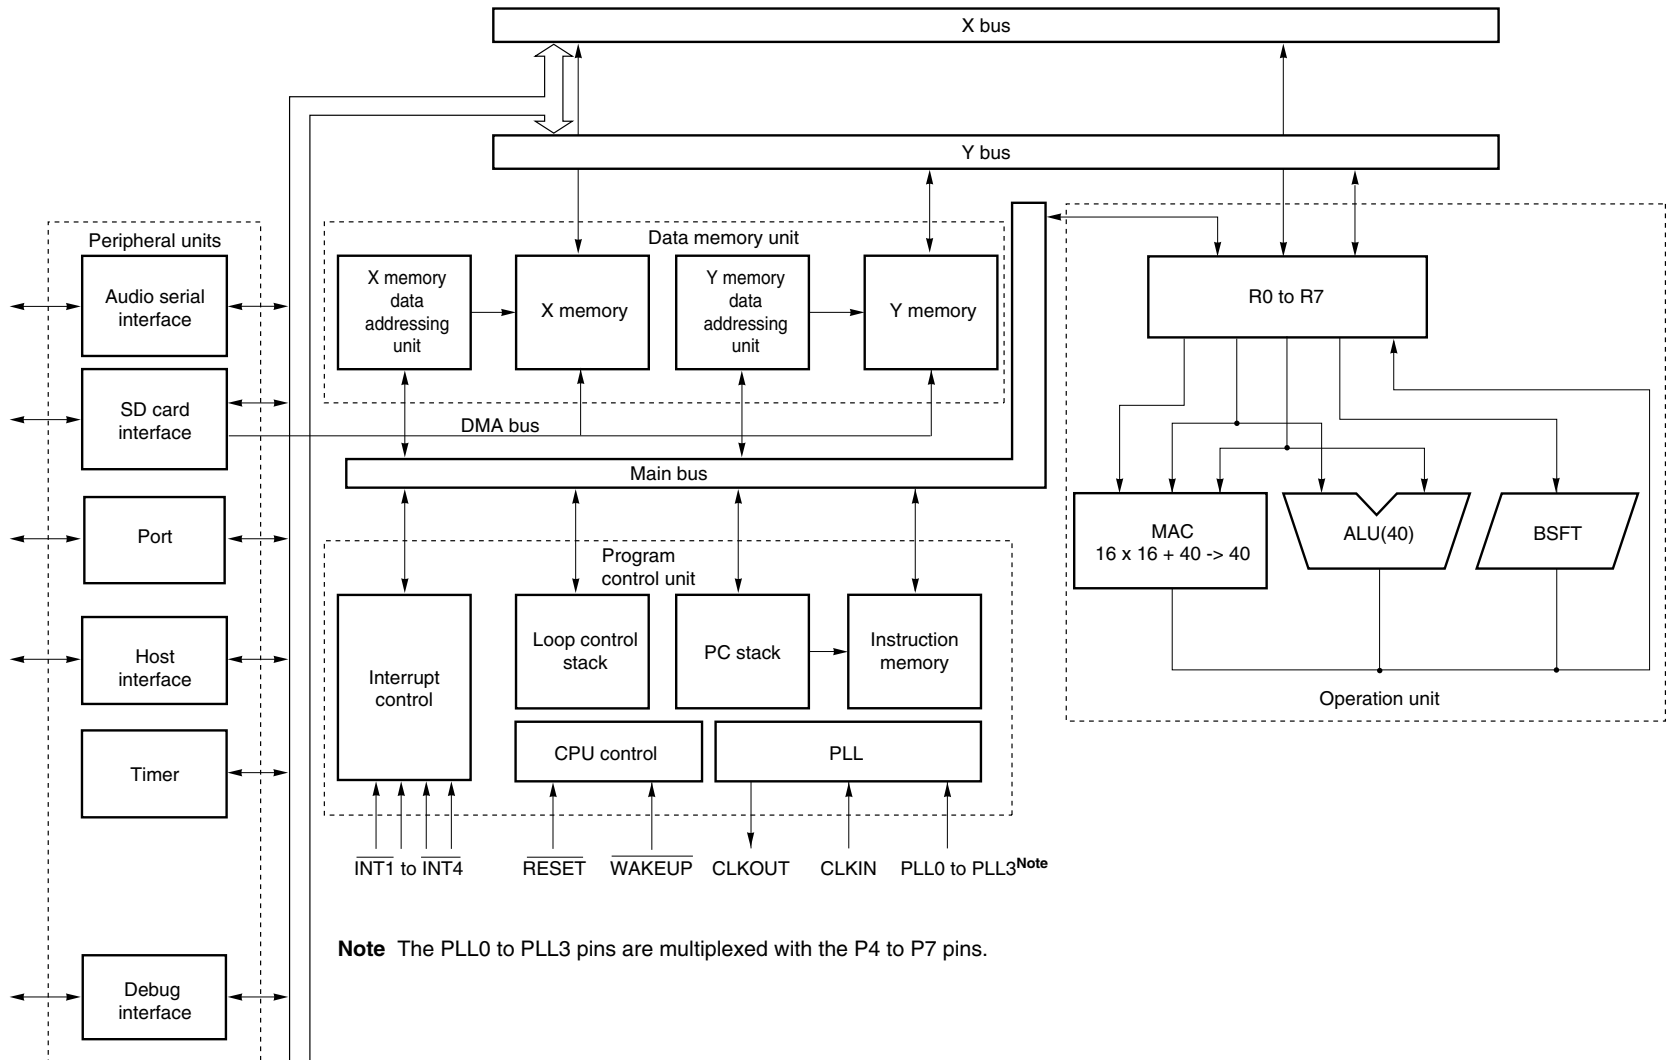 X bus
Y bus
Peripheral units
Audio serial
interface
SD card
interface
Port
Host
interface
Timer
Debug
interface
Data memory unit
X memory
data
addressing
unit
X memory
Y memory
data
addressing
unit
Y memory
DMA bus
Main bus
R0 to R7
MAC
16 x 16 + 40 -> 40
ALU(40)
BSFT
Operation unit
Program
control unit
Interrupt
control
Loop control
stack
PC stack
Instruction
memory
CPU control
PLL
INT1 to INT4
RESET
WAKEUP
CLKOUT
CLKIN
PLL0 to PLL3Note
Note The PLL0 to PLL3 pins are multiplexed with the P4 to P7 pins.